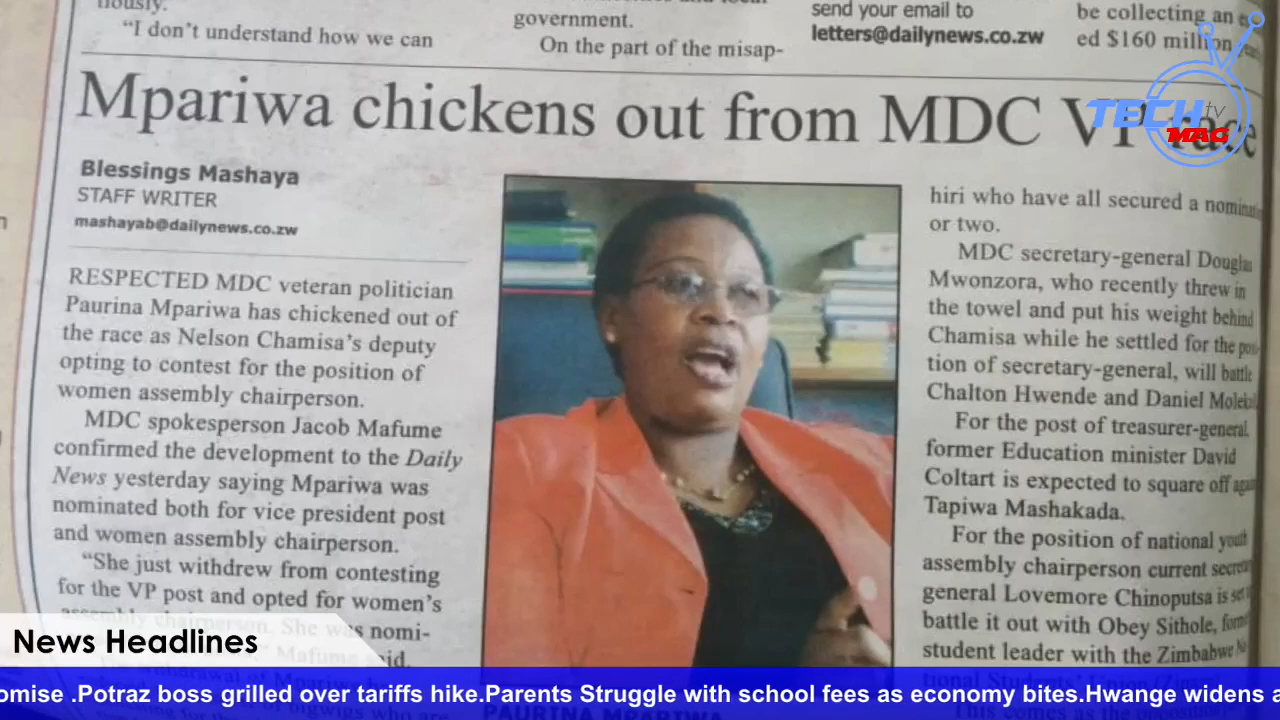 iously.
"I don't understand how we can
government.
On the part of the misap-
send your email to
letters@dailynews.co.zw
be collecting an
ed $160 million
TECH tv
MAG
Mpariwa chickens out from MDC VP race
Blessings Mashaya
STAFF WRITER
mashayab@dailynews.co.zw
RESPECTED MDC veteran politician
Paurina Mpariwa has chickened out of
the race as Nelson Chamisa's deputy
opting to contest for the position of
women assembly chairperson.
MDC spokesperson Jacob Mafume
confirmed the development to the Daily
News yesterday saying Mpariwa was
nominated both for vice president post
and women assembly chairperson.
"She just withdrew from contesting
for the VP post and opted for women's
assembly chairperson. She was nomi-
Mafume said.
hiri who have all secured a
or two.
MDC secretary-general Douglas
Mwonzora, who recently threw in
the towel and put his weight behind
Chamisa while he settled for the
tion of secretary-general, will battle
Chalton Hwende and Daniel
For the post of treasurer-general,
former Education minister David
Coltart is expected to square off
Tapiwa Mashakada.
For the position of national youth
assembly chairperson current
general Lovemore Chinoputsa is
battle it out with Obey Sithole,
student leader with the Zimbabwe
PAURINA MPARIWA
News Headlines
omise .Potraz boss grilled over tariffs hike.Parents Struggle with school fees as economy bites.Hwange widens a